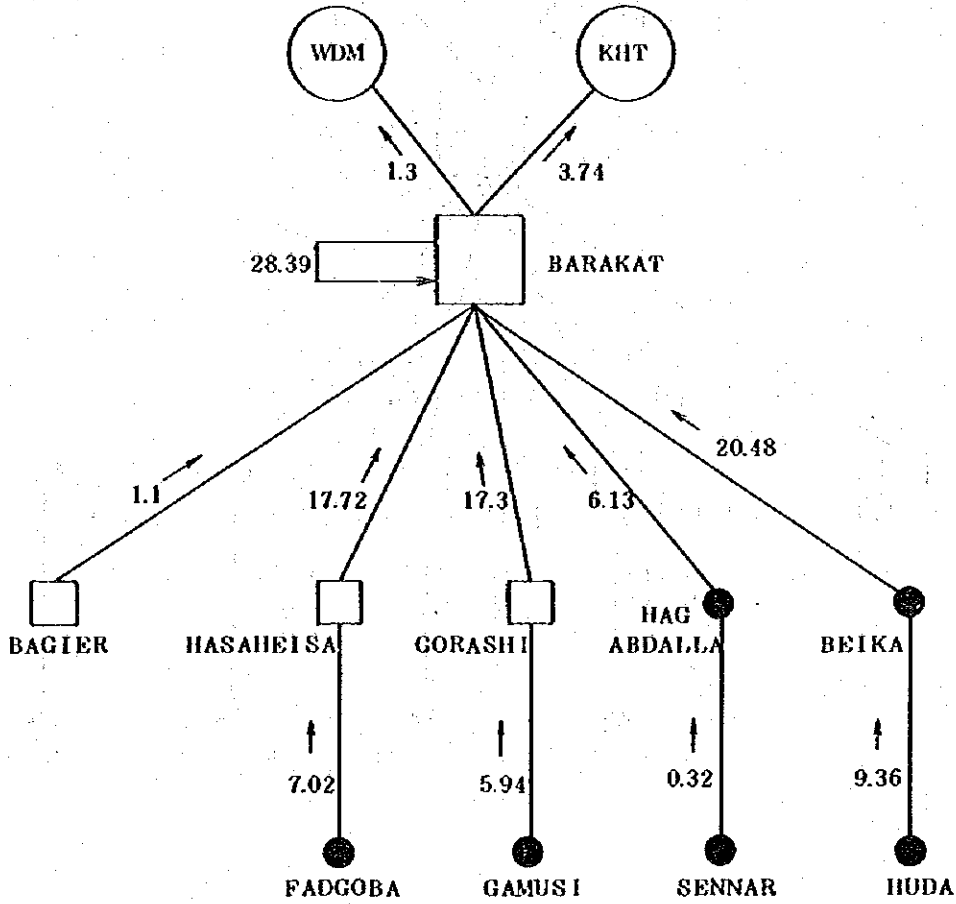 WDM
KHT
1.3
3.74
28.39
BARAKAT
1.1
17.72
17.3
6.13
20.48
BAGIER
HASAHEISA
GORASHI
HAG
ABDALLA
BEIKA
7.02
5.94
0.32
9.36
FADGOBA
GAMUSI
SENNAR
HUDA